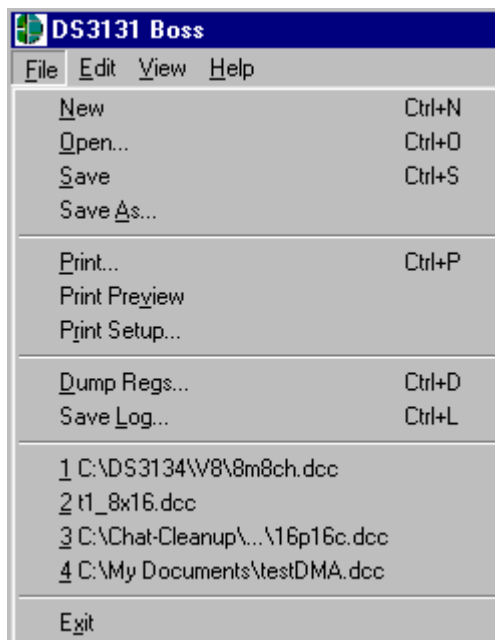 DS3131 Boss
File Edit View Help
New Ctrl+N
Open... Ctrl+O
Save Ctrl+S
Save As...
Print... Ctrl+P
Print Preview
Print Setup...
Dump Regs... Ctrl+D
Save Log... Ctrl+L
1 C:\DS3134\V8\8m8ch.dcc
2 t1_8x16.dcc
3 C:\Chat-Cleanup\...\16p16c.dcc
4 C:\My Documents\testDMA.dcc
Exit